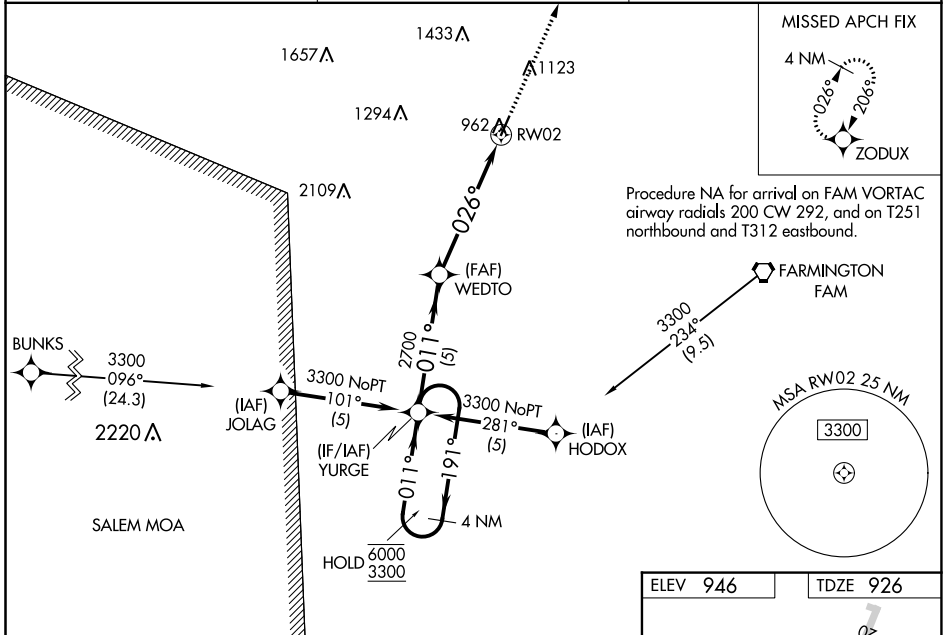 1433
1657
1123
1294
962
RW02
2109
026°
MISSED APCH FIX
4 NM
026°
206°
ZODUX
Procedure NA for arrival on FAM VORTAC
airway radials 200 CW 292, and on T251
northbound and T312 eastbound.
(FAF)
WEDTO
FARMINGTON
FAM
3300
234°
(9.5)
BUNKS
3300
096°
(24.3)
2220
2700
011°
(5)
3300 NoPT
101°
(5)
(IAF)
JOLAG
3300 NoPT
281°
(5)
(IAF)
HODOX
(IF/IAF)
YURGE
011°
191°
4 NM
HOLD 6000
3300
SALEM MOA
MSA RW02 25 NM
3300
ELEV 946
TDZE 926